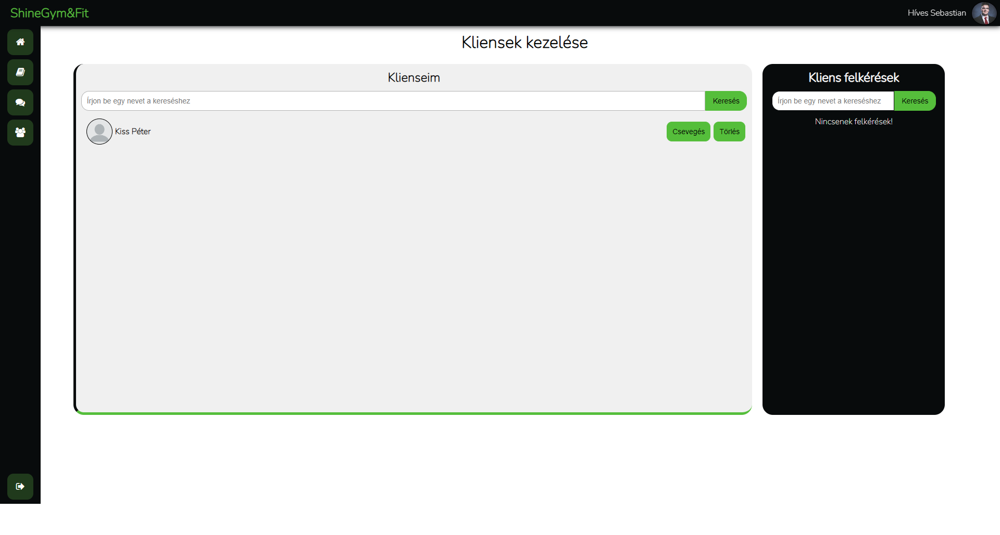 ShineGym&Fit
Híves Sebastian
Kliensek kezelése
Klienseim
Írjon be egy nevet a kereséshez
Keresés
Kiss Péter
Csevegés
Törlés
Kliens felkérések
Írjon be egy nevet a kereséshez
Keresés
Nincsenek felkérések!